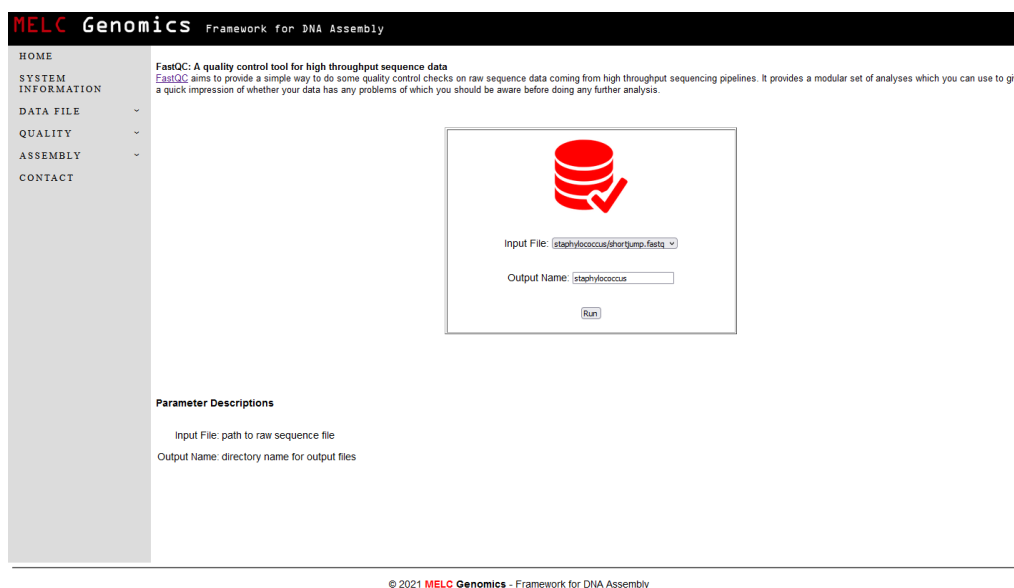 MELC Genomics Framework for DNA Assembly
HOME
SYSTEM
INFORMATION
DATA FILE
QUALITY
ASSEMBLY
CONTACT
FastQC: A quality control tool for high throughput sequence data
FastQC aims to provide a simple way to do some quality control checks on raw sequence data coming from high throughput sequencing pipelines. It provides a modular set of analyses which you can use to gi
a quick impression of whether your data has any problems of which you should be aware before doing any further analysis.
Input File: staphylococcus/shortjump.fastq
Output Name: staphylococcus
Run
Parameter Descriptions
Input File: path to raw sequence file
Output Name: directory name for output files
© 2021 MELC Genomics - Framework for DNA Assembly